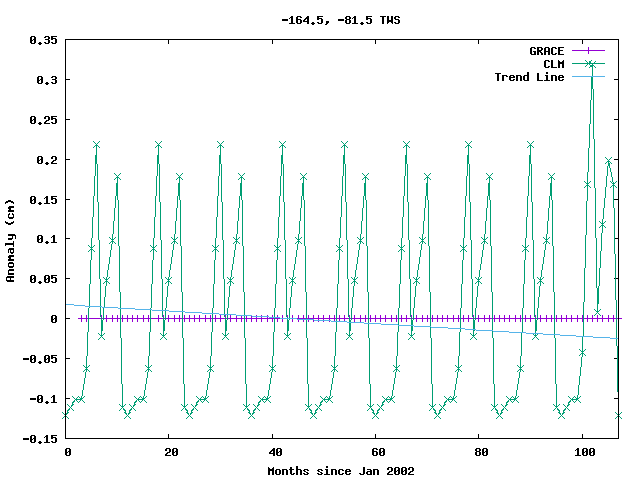 -164.5, -81.5 TWS
GRACE
CLM
Trend Line
0.35
0.3
0.25
0.2
0.15
0.1
0.05
0
-0.05
-0.1
-0.15
Anomaly (cm)
0 20 40 60 80 100
Months since Jan 2002